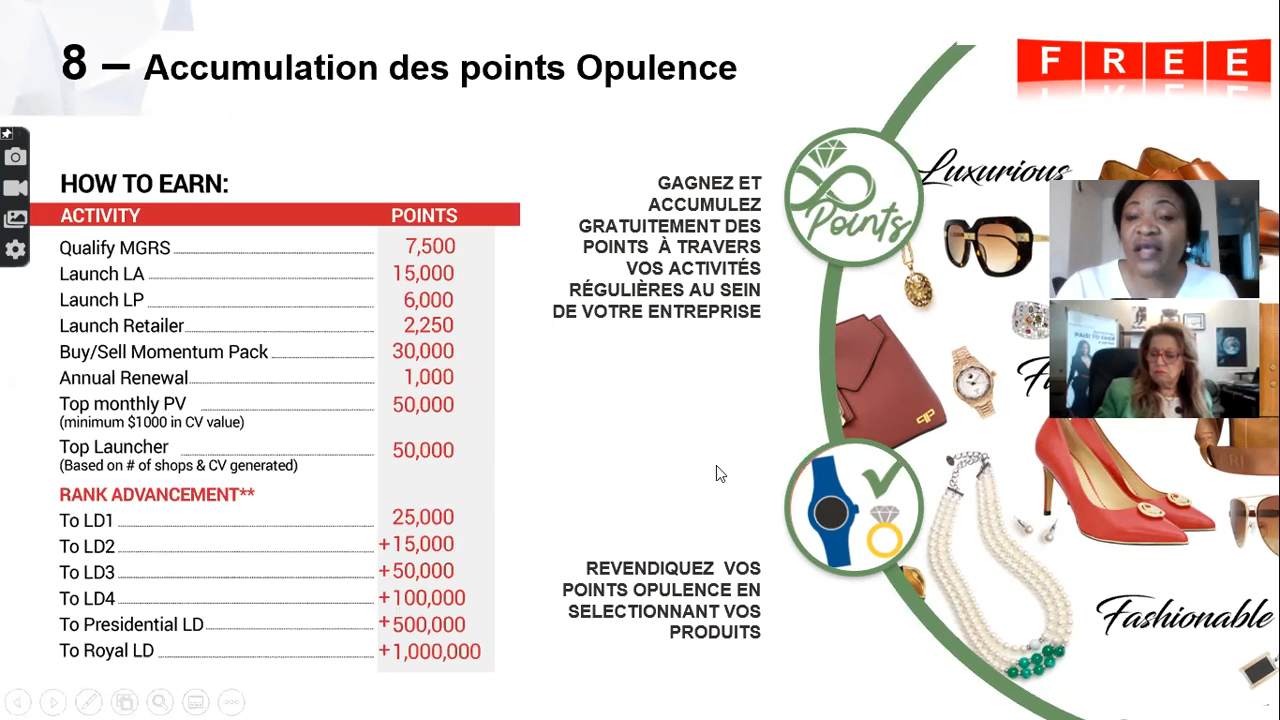 8 – Accumulation des points Opulence
F R E E
HOW TO EARN:
ACTIVITY POINTS
Qualify MGRS 7,500
Launch LA 15,000
Launch LP 6,000
Launch Retailer 2,250
Buy/Sell Momentum Pack 30,000
Annual Renewal 1,000
Top monthly PV 50,000
(minimum $1000 in CV value)
Top Launcher 50,000
(Based on # of shops & CV generated)
RANK ADVANCEMENT**
To LD1 25,000
To LD2 +15,000
To LD3 +50,000
To LD4 +100,000
To Presidential LD +500,000
To Royal LD +1,000,000
GAGNEZ ET
ACCUMULEZ
GRATUITEMENT DES
POINTS À TRAVERS
VOS ACTIVITÉS
RÉGULIÈRES AU SEIN
DE VOTRE ENTREPRISE
REVENDIQUEZ VOS
POINTS OPULENCE EN
SELECTIONNANT VOS
PRODUITS
Points
Luxurious
Fashionable